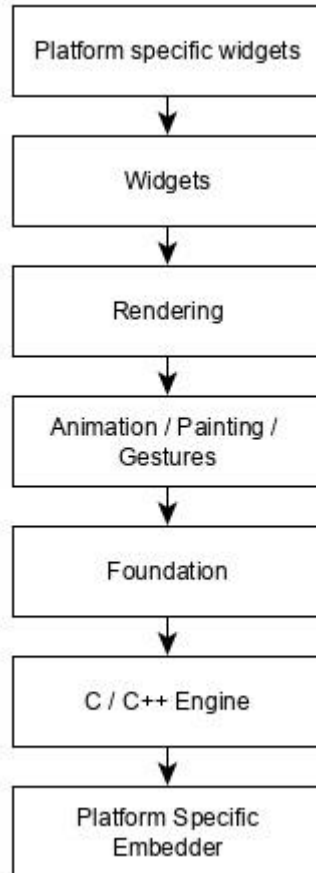 Platform specific widgets
Widgets
Rendering
Animation / Painting /
Gestures
Foundation
C / C++ Engine
Platform Specific
Embedder